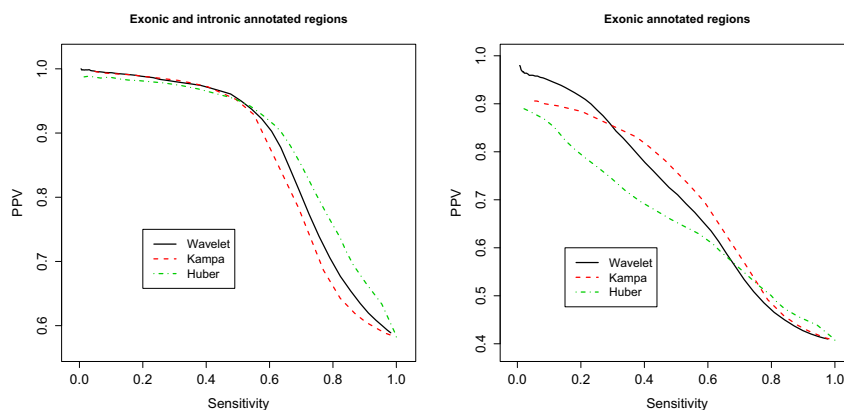 Exonic and intronic annotated regions
PPV
1.0
0.9
0.8
0.7
0.6
Wavelet
Kampa
Huber
0.0 0.2 0.4 0.6 0.8 1.0
Sensitivity
Exonic annotated regions
PPV
1.0
0.9
0.8
0.7
0.6
0.5
0.4
Wavelet
Kampa
Huber
0.0 0.2 0.4 0.6 0.8 1.0
Sensitivity